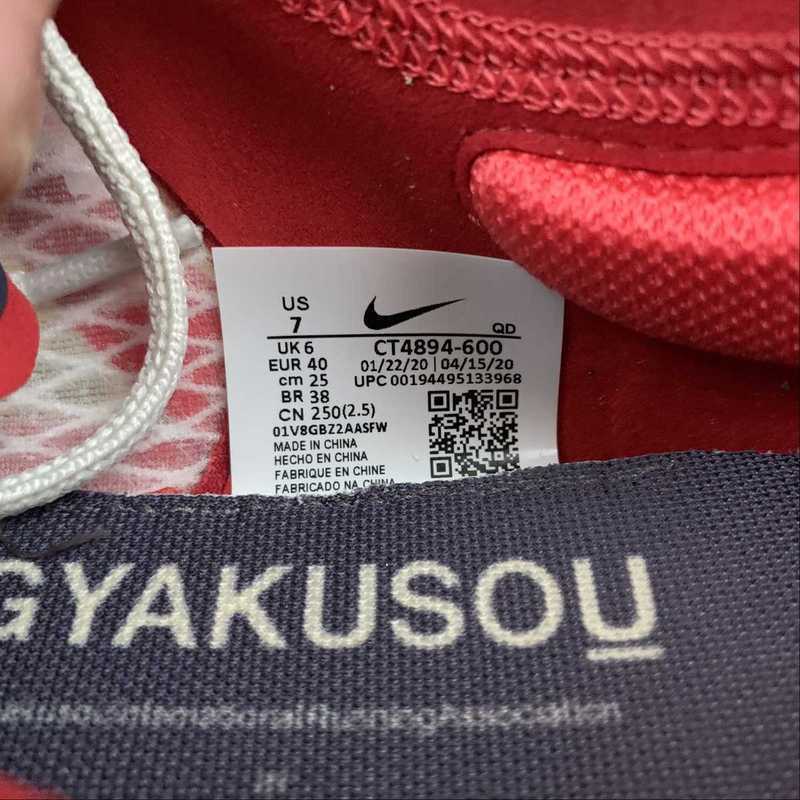 US
7
QD
UK 6 CT4894-600
EUR 40 01/22/20 | 04/15/20
cm 25 UPC 00194495133968
BR 38
CN 250(2.5)
01V8GBZ2AASFW
MADE IN CHINA
HECHO EN CHINA
FABRIQUE EN CHINE
FABRICADO NA CHINA
GYAKUSOU
Association